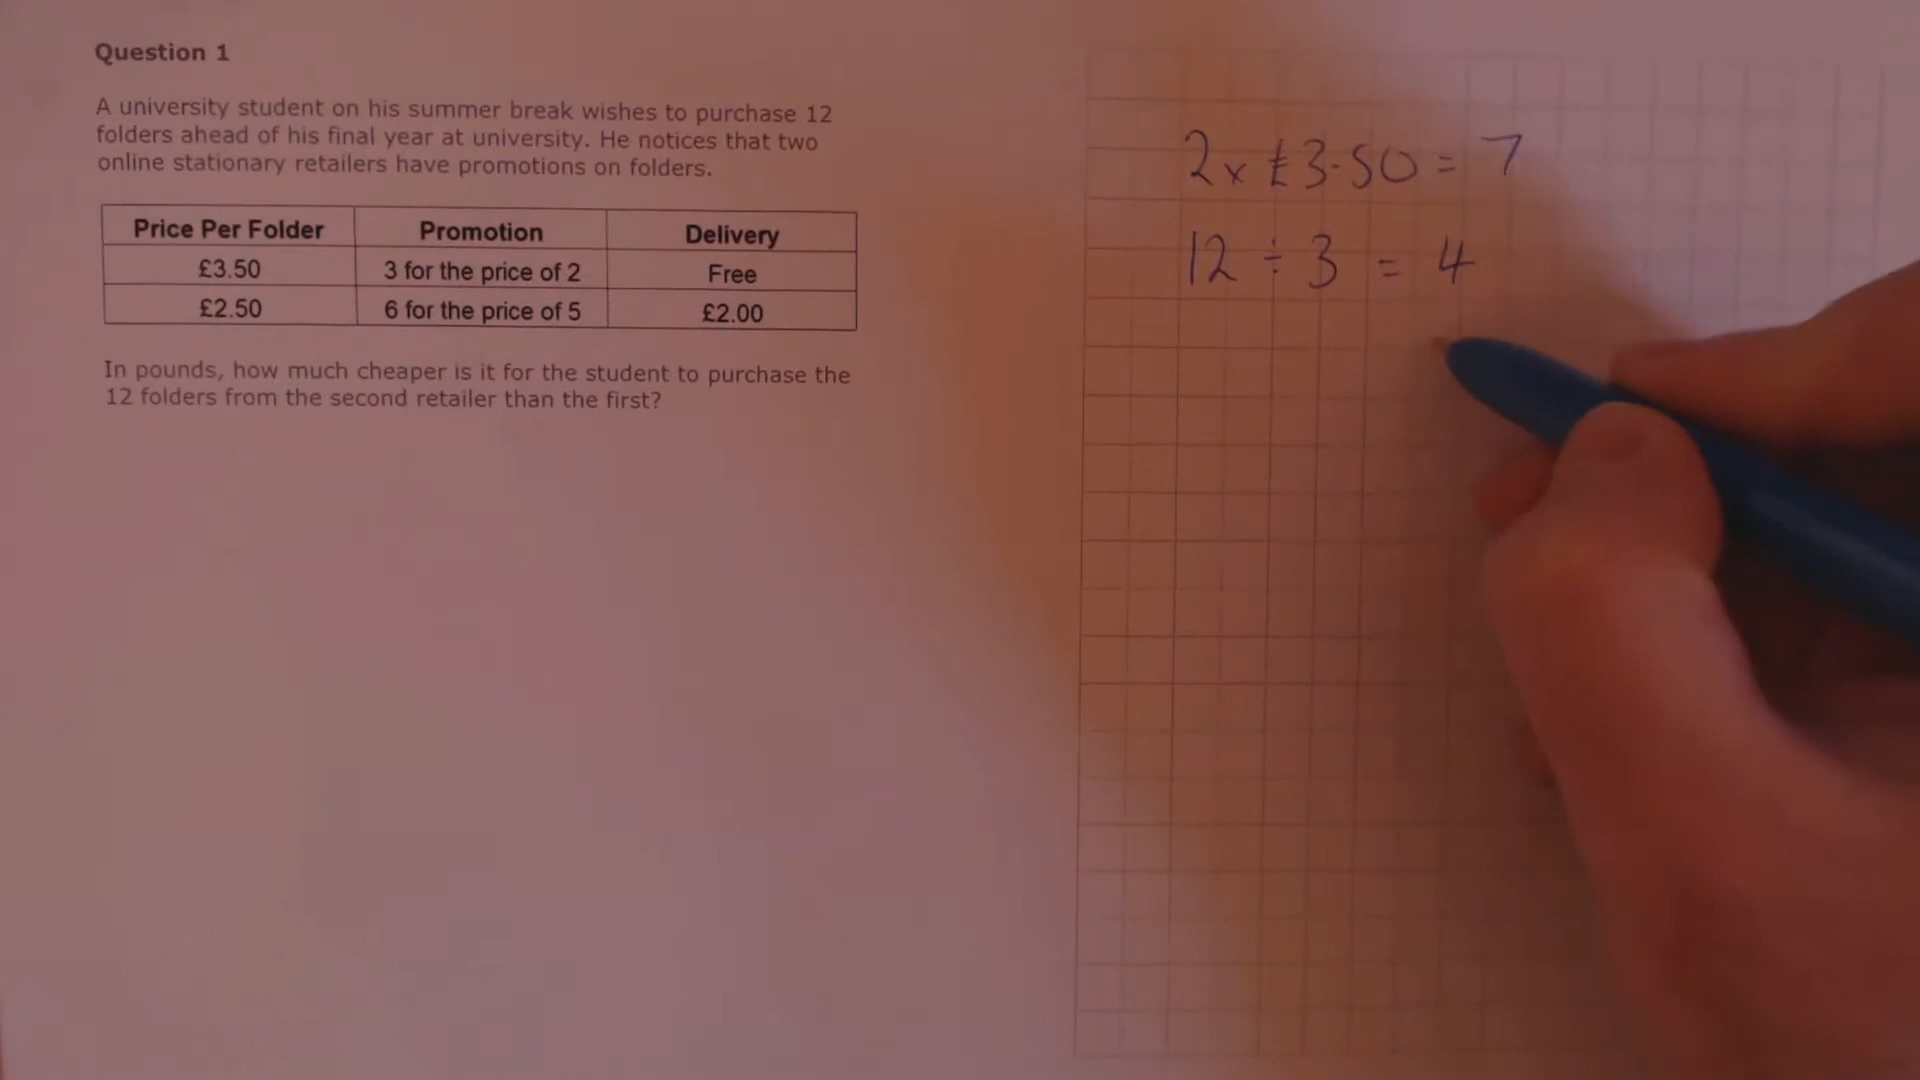 Question 1
A university student on his summer break wishes to purchase 12
folders ahead of his final year at university. He notices that two
online stationary retailers have promotions on folders.
Price Per Folder Promotion Delivery
£3.50 3 for the price of 2 Free
£2.50 6 for the price of 5 £2.00
In pounds, how much cheaper is it for the student to purchase the
12 folders from the second retailer than the first?
2 x £3.50 = 7
12 ÷ 3 = 4